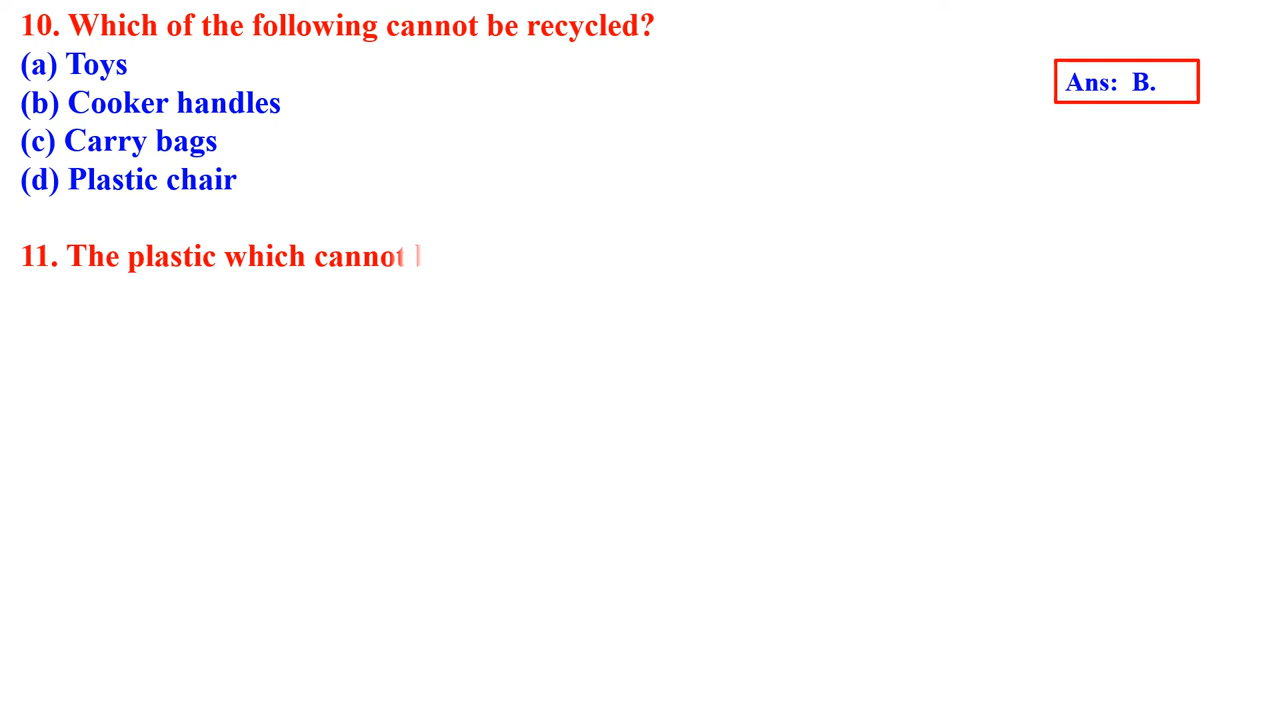 10. Which of the following cannot be recycled?
(a) Toys
Ans: B.
(b) Cooker handles
(c) Carry bags
(d) Plastic chair
11. The plastic which cannot